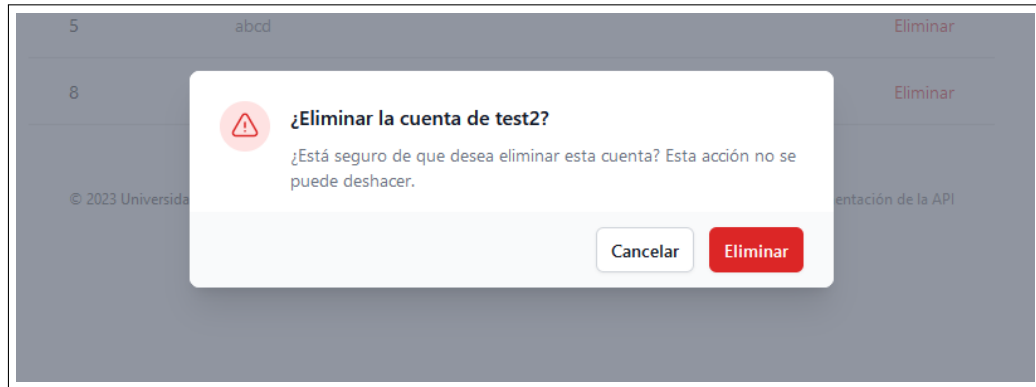 5 abcd Eliminar
8 Eliminar
¿Eliminar la cuenta de test2?
¿Está seguro de que desea eliminar esta cuenta? Esta acción no se
puede deshacer.
© 2023 Universida entación de la API
Cancelar Eliminar